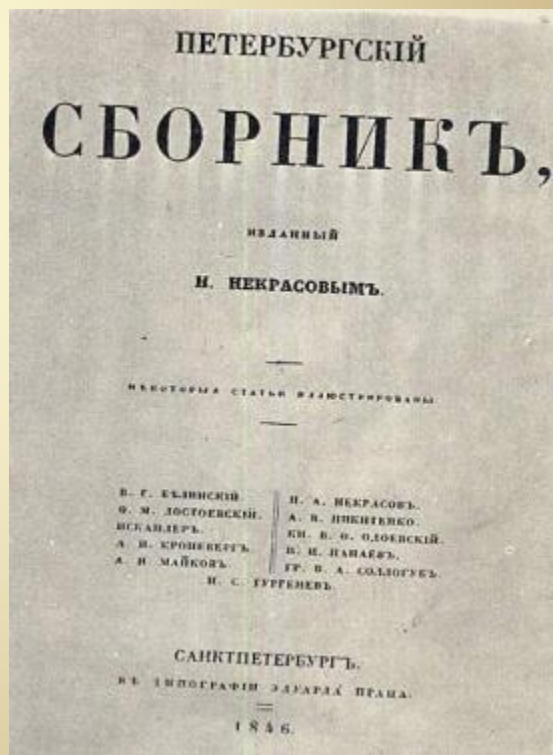 ПЕТЕРБУРГСКІЙ
СБОРНИКЪ,
ИЗДАННЫЙ
Н. НЕКРАСОВЫМЪ.
НѢКОТОРЫЯ СТАТЬИ ИЛЛЮСТРИРОВАНЫ
В. Г. БѢЛИНСКІЙ.
Ѳ. М. ДОСТОЕВСКІЙ.
ИСКАНДЕРЪ.
А. И. КРОНЕБЕРГЪ.
А. Н. МАЙКОВЪ.
Н. А. НЕКРАСОВЪ.
А. В. НИКИТЕНКО.
КН. В. Ѳ. ОДОЕВСКІЙ.
И. И. ПАНАЕВЪ.
ГР. В. А. СОЛЛОГУБЪ.
И. С. ТУРГЕНЕВЪ.
САНКТПЕТЕРБУРГЪ.
ВЪ ТИПОГРАФІИ ЭДУАРДА ПРАЦА.
1846.